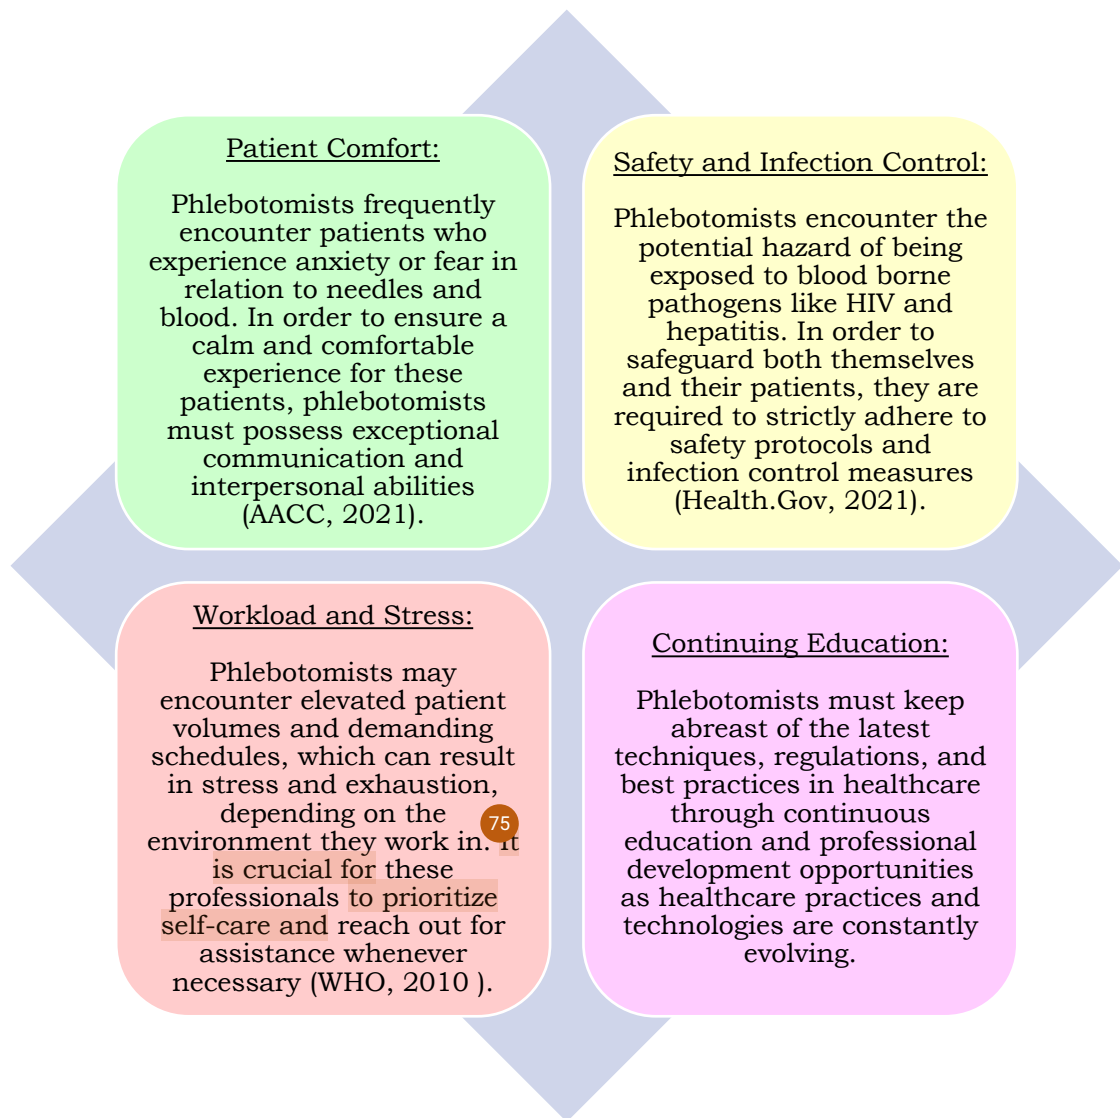 Patient Comfort:
Phlebotomists frequently
encounter patients who
experience anxiety or fear in
relation to needles and
blood. In order to ensure a
calm and comfortable
experience for these
patients, phlebotomists
must possess exceptional
communication and
interpersonal abilities
(AACC, 2021).
Safety and Infection Control:
Phlebotomists encounter the
potential hazard of being
exposed to blood borne
pathogens like HIV and
hepatitis. In order to
safeguard both themselves
and their patients, they are
required to strictly adhere to
safety protocols and
infection control measures
(Health.Gov, 2021).
Workload and Stress:
Phlebotomists may
encounter elevated patient
volumes and demanding
schedules, which can result
in stress and exhaustion,
depending on the
75
environment they work in. It
is crucial for these
professionals to prioritize
self-care and reach out for
assistance whenever
necessary (WHO, 2010 ).
Continuing Education:
Phlebotomists must keep
abreast of the latest
techniques, regulations, and
best practices in healthcare
through continuous
education and professional
development opportunities
as healthcare practices and
technologies are constantly
evolving.